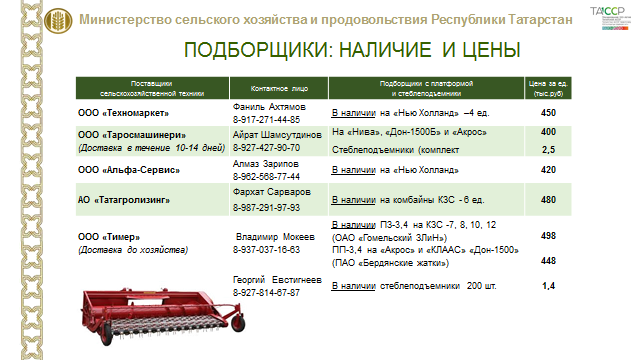 Министерство сельского хозяйства и продовольствия Республики Татарстан
ТАССР
ПОДБОРЩИКИ: НАЛИЧИЕ И ЦЕНЫ
Поставщики сельскохозяйственной техники Контактное лицо Подборщики с платформой и стеблеподъемники Цена за ед. (тыс.руб)
ООО «Техномаркет» Фаниль Ахтямов 8-917-271-44-85 В наличии на «Нью Холланд» –4 ед. 450
ООО «Таросмашинери» Айрат Шамсутдинов На «Нива», «Дон-1500Б» и «Акрос» 400
(Доставка в течение 10-14 дней) 8-927-427-90-70 Стеблеподъемники (комплект 2,5
ООО «Альфа-Сервис» Алмаз Зарипов 8-962-568-77-44 В наличии на «Нью Холланд» 420
АО «Татагролизинг» Фархат Сарваров 8-987-291-97-93 В наличии на комбайны КЗС - 6 ед. 480
ООО «Тимер» (Доставка до хозяйства) Владимир Мокеев 8-937-037-16-63
В наличии ПЗ-3,4 на КЗС -7, 8, 10, 12
(ОАО «Гомельский ЗЛиН») 498
ПП-3,4 на «Акрос» и «КЛААС» «Дон-1500»
(ПАО «Бердянские жатки») 448
Георгий Евстигнеев 8-927-814-67-87 В наличии стеблеподъемники 200 шт. 1,4